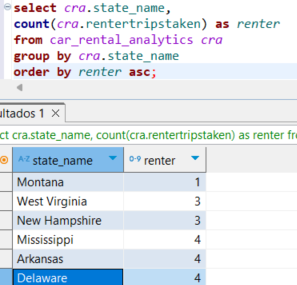 select cra.state_name,
count(cra.rentertripstaken) as renter
from car_rental_analytics cra
group by cra.state_name
order by renter asc;
ultados 1
ct cra.state_name, count(cra.rentertripstaken) as renter fro
A-Z state_name 0-9 renter
Montana 1
West Virginia 3
New Hampshire 3
Mississippi 4
Arkansas 4
Delaware 4